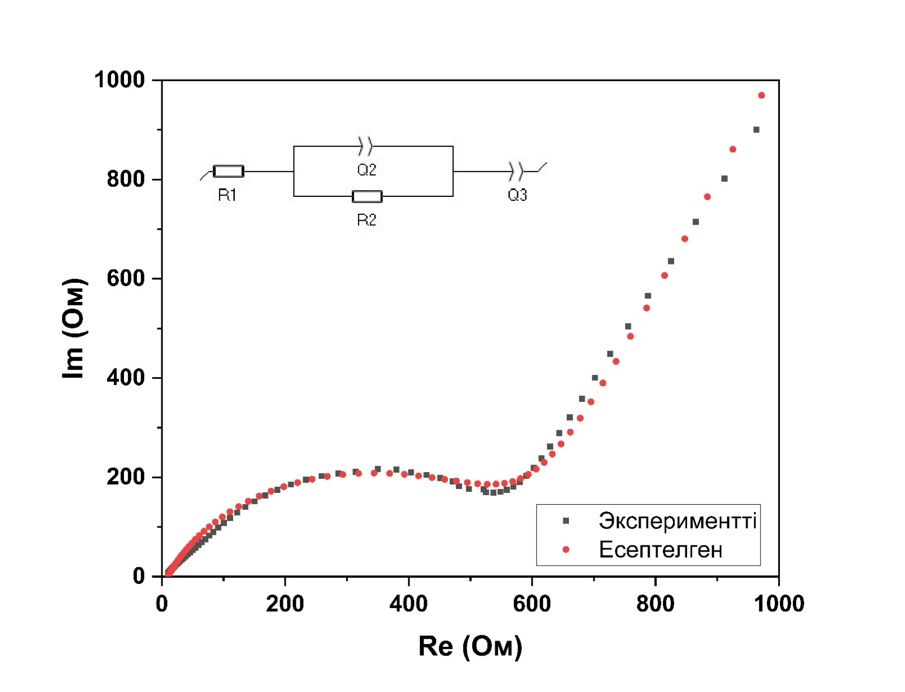 1000
800
600
400
200
0
Im (Ом)
R1
Q2
R2
Q3
Экспериментті
Есептелген
0
200
400
600
800
1000
Re (Ом)